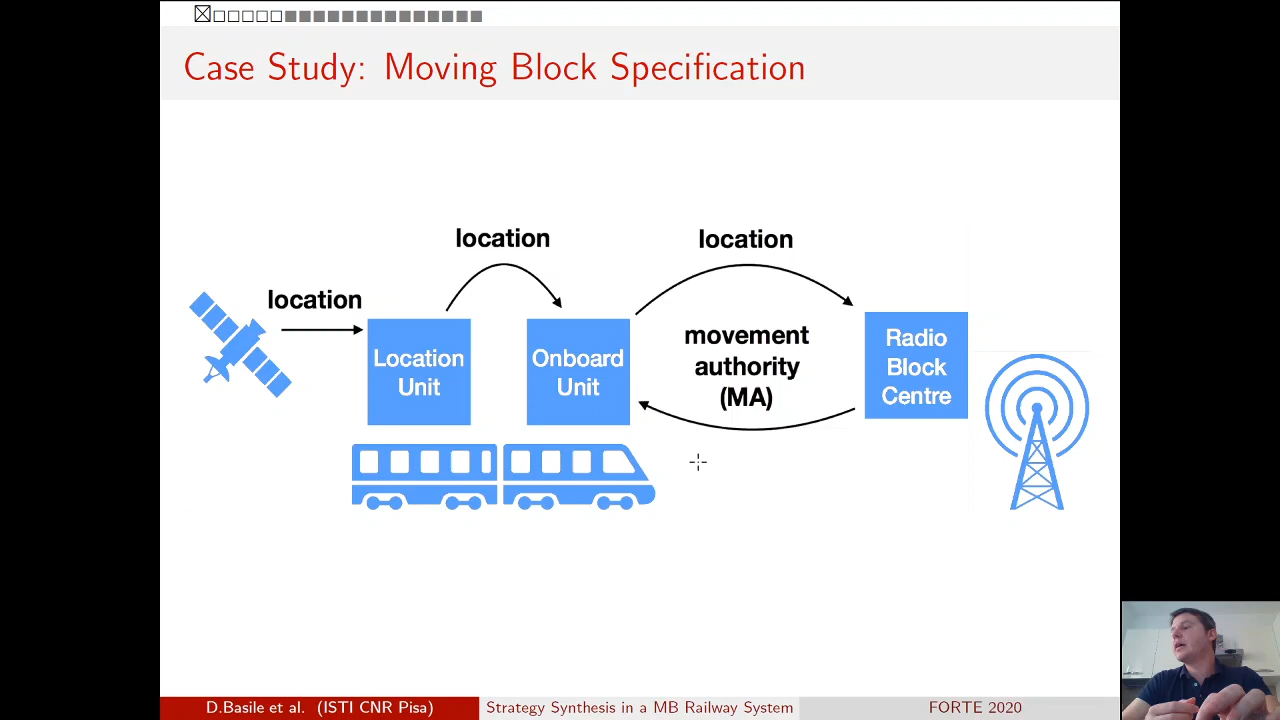 Case Study: Moving Block Specification
location
location
location
Location
Unit
Onboard
Unit
movement
authority
(MA)
Radio
Block
Centre
D.Basile et al. (ISTI CNR Pisa)
Strategy Synthesis in a MB Railway System
FORTE 2020